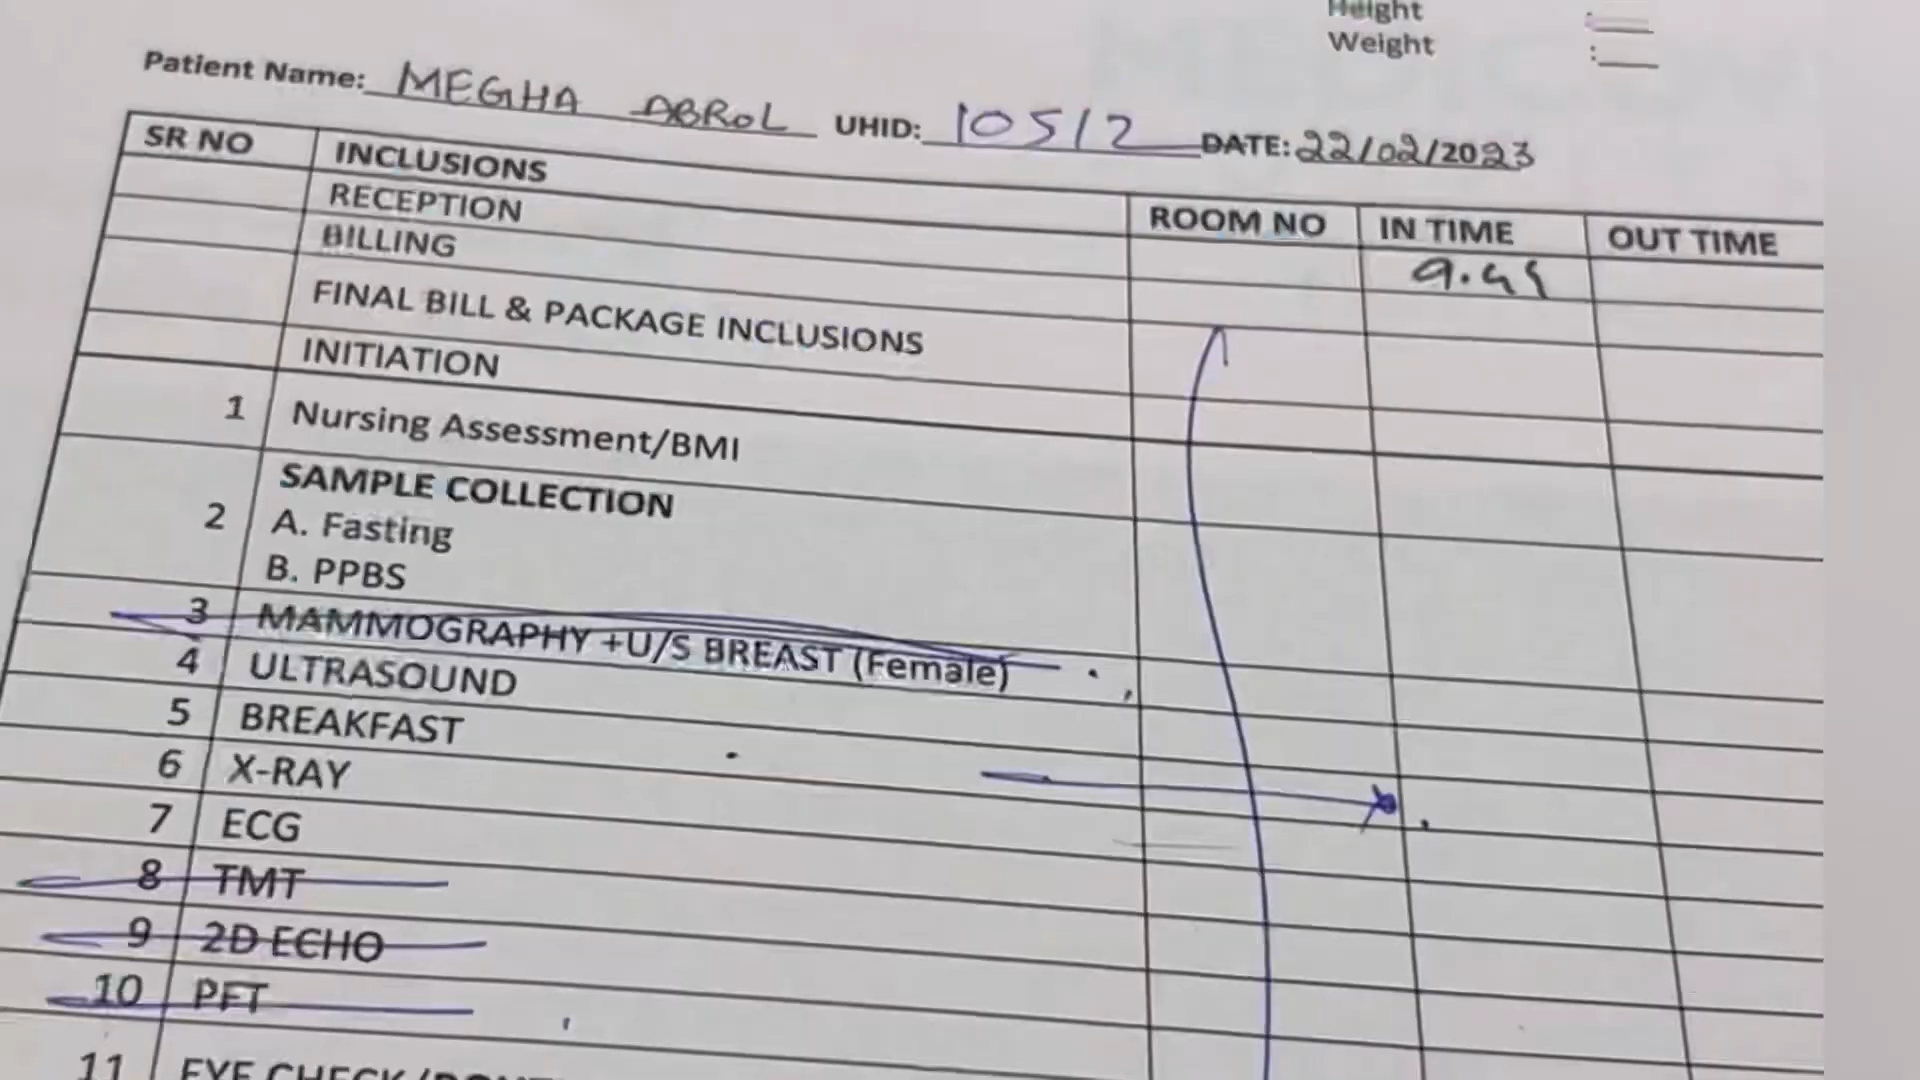 Height :
Weight :
Patient Name: MEGHA ABROL UHID: 10512 DATE: 22/02/2023
SR NO INCLUSIONS ROOM NO IN TIME OUT TIME
RECEPTION
BILLING
FINAL BILL & PACKAGE INCLUSIONS
INITIATION
1 Nursing Assessment/BMI
2 SAMPLE COLLECTION
A. Fasting
B. PPBS
3 MAMMOGRAPHY +U/S BREAST (Female)
4 ULTRASOUND
5 BREAKFAST
6 X-RAY
7 ECG
8 TMT
9 2D ECHO
10 PFT
11 EYE CHECK